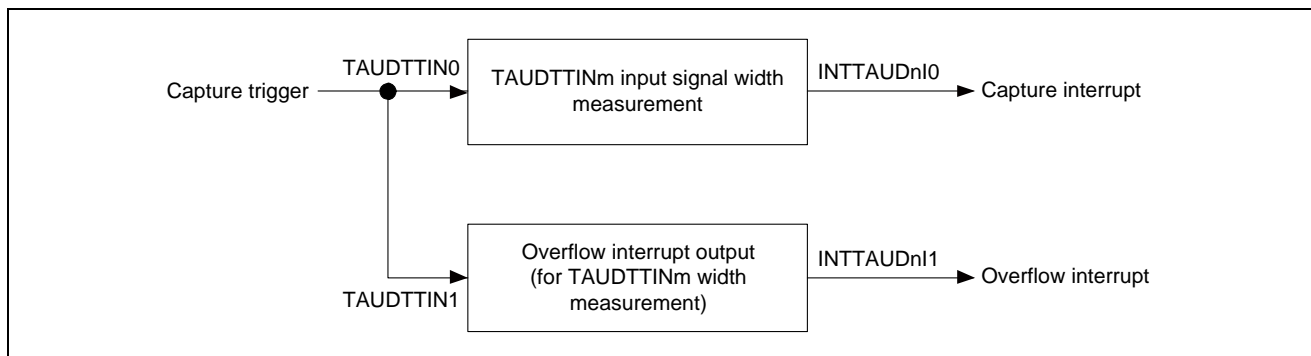 TAUDTTIN0
TAUDTTINm input signal width
measurement
INTTAUDnI0
Capture trigger
Capture interrupt
Overflow interrupt output
(for TAUDTTINm width
measurement)
INTTAUDnI1
Overflow interrupt
TAUDTTIN1